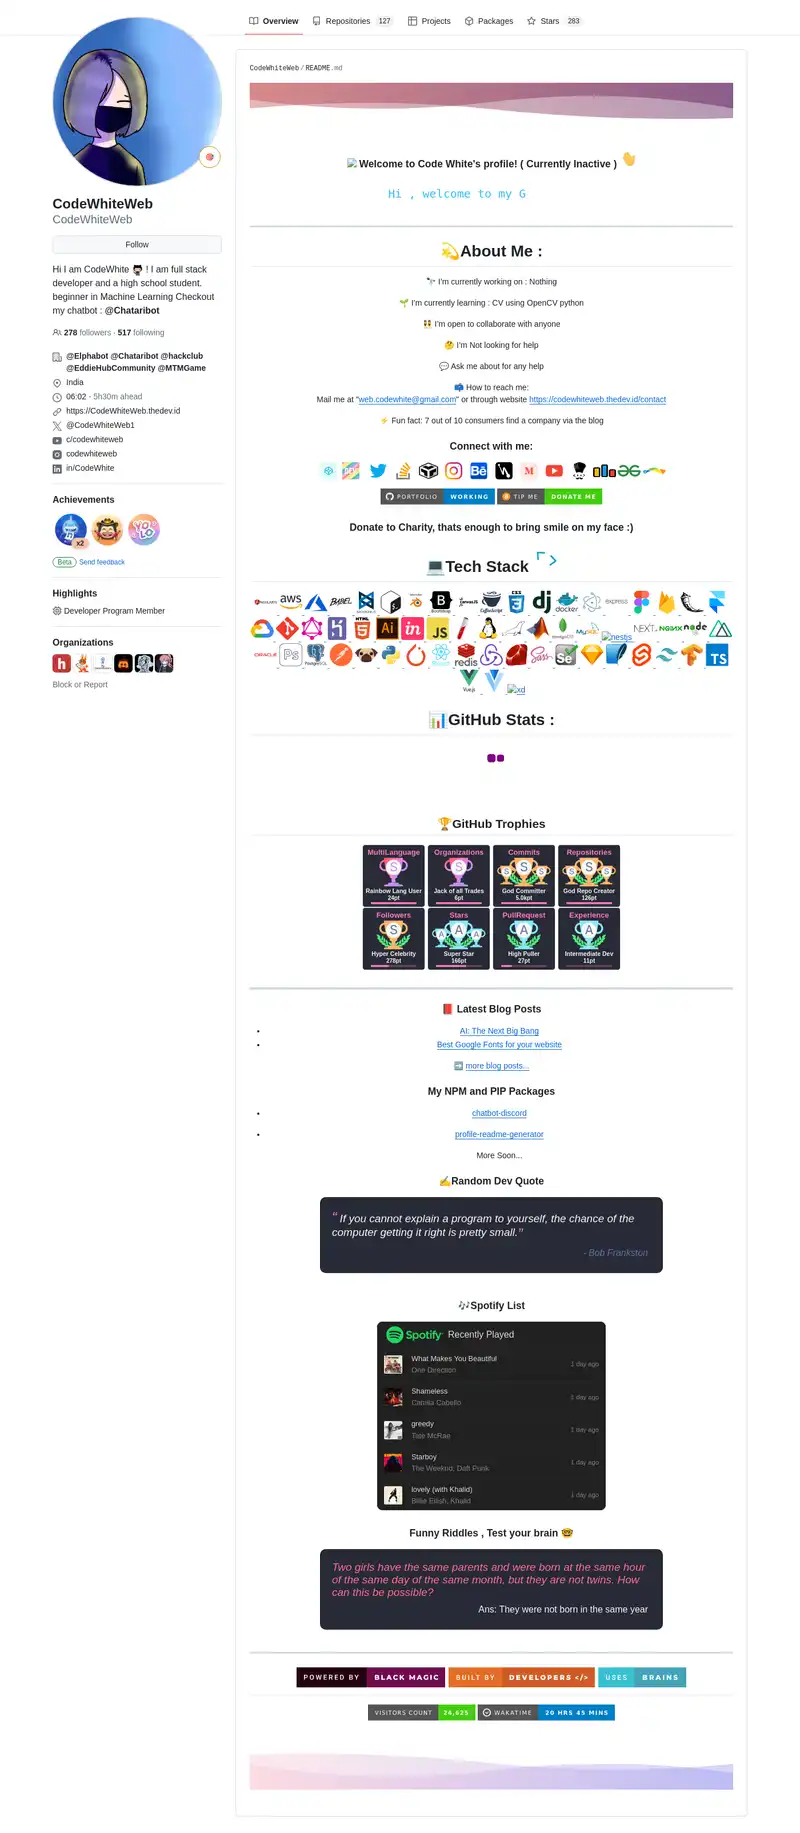 Overview
Repositories 127
Projects
Packages
Stars 283
CodeWhiteWeb / README.md
Welcome to Code White's profile! ( Currently Inactive )
Hi , welcome to my G
CodeWhiteWeb
CodeWhiteWeb
Follow
Hi I am CodeWhite ! I am full stack
developer and a high school student.
beginner in Machine Learning Checkout
my chatbot : @Chataribot
278 followers · 517 following
@Elphabot @Chataribot @hackclub
@EddieHubCommunity @MTMGame
India
06:02 - 5h30m ahead
https://CodeWhiteWeb.thedev.id
@CodeWhiteWeb1
c/codewhiteweb
codewhiteweb
in/CodeWhite
Achievements
x2
Beta Send feedback
Highlights
Developer Program Member
Organizations
Block or Report
About Me :
I'm currently working on : Nothing
I'm currently learning : CV using OpenCV python
I'm open to collaborate with anyone
I'm Not looking for help
Ask me about for any help
How to reach me:
Mail me at "web.codewhite@gmail.com" or through website https://codewhiteweb.thedev.id/contact
Fun fact: 7 out of 10 consumers find a company via the blog
Connect with me:
PORTFOLIO WORKING
TIP ME DONATE ME
Donate to Charity, thats enough to bring smile on my face :)
Tech Stack
aws
BABEL
Bootstrap
CoffeeScript
CSS
dj
docker
express
HTML
Ai
in
JS
MySQL
nestjs
NEXT.
NGINX
node
ORACLE
Ps
PostgreSQL
redis
Sass
Se
TS
Vue.js
xd
GitHub Stats :
GitHub Trophies
MultiLanguage
S
Rainbow Lang User
24pt
Organizations
S
Jack of all Trades
6pt
Commits
S S S
God Committer
5.0kpt
Repositories
S S S
God Repo Creator
126pt
Followers
S
Hyper Celebrity
278pt
Stars
A A A
Super Star
166pt
PullRequest
A
High Puller
27pt
Experience
A
Intermediate Dev
11pt
Latest Blog Posts
• AI: The Next Big Bang
• Best Google Fonts for your website
more blog posts...
My NPM and PIP Packages
• chatbot-discord
• profile-readme-generator
More Soon...
Random Dev Quote
“ If you cannot explain a program to yourself, the chance of the
computer getting it right is pretty small.”
- Bob Frankston
Spotify List
Spotify Recently Played
What Makes You Beautiful
One Direction
1 day ago
Shameless
Camila Cabello
1 day ago
greedy
Tate McRae
1 day ago
Starboy
The Weeknd, Daft Punk
1 day ago
lovely (with Khalid)
Billie Eilish, Khalid
1 day ago
Funny Riddles , Test your brain
Two girls have the same parents and were born at the same hour
of the same day of the same month, but they are not twins. How
can this be possible?
Ans: They were not born in the same year
POWERED BY BLACK MAGIC
BUILT BY DEVELOPERS </>
USES BRAINS
VISITORS COUNT 26,625
WAKATIME 20 HRS 45 MINS